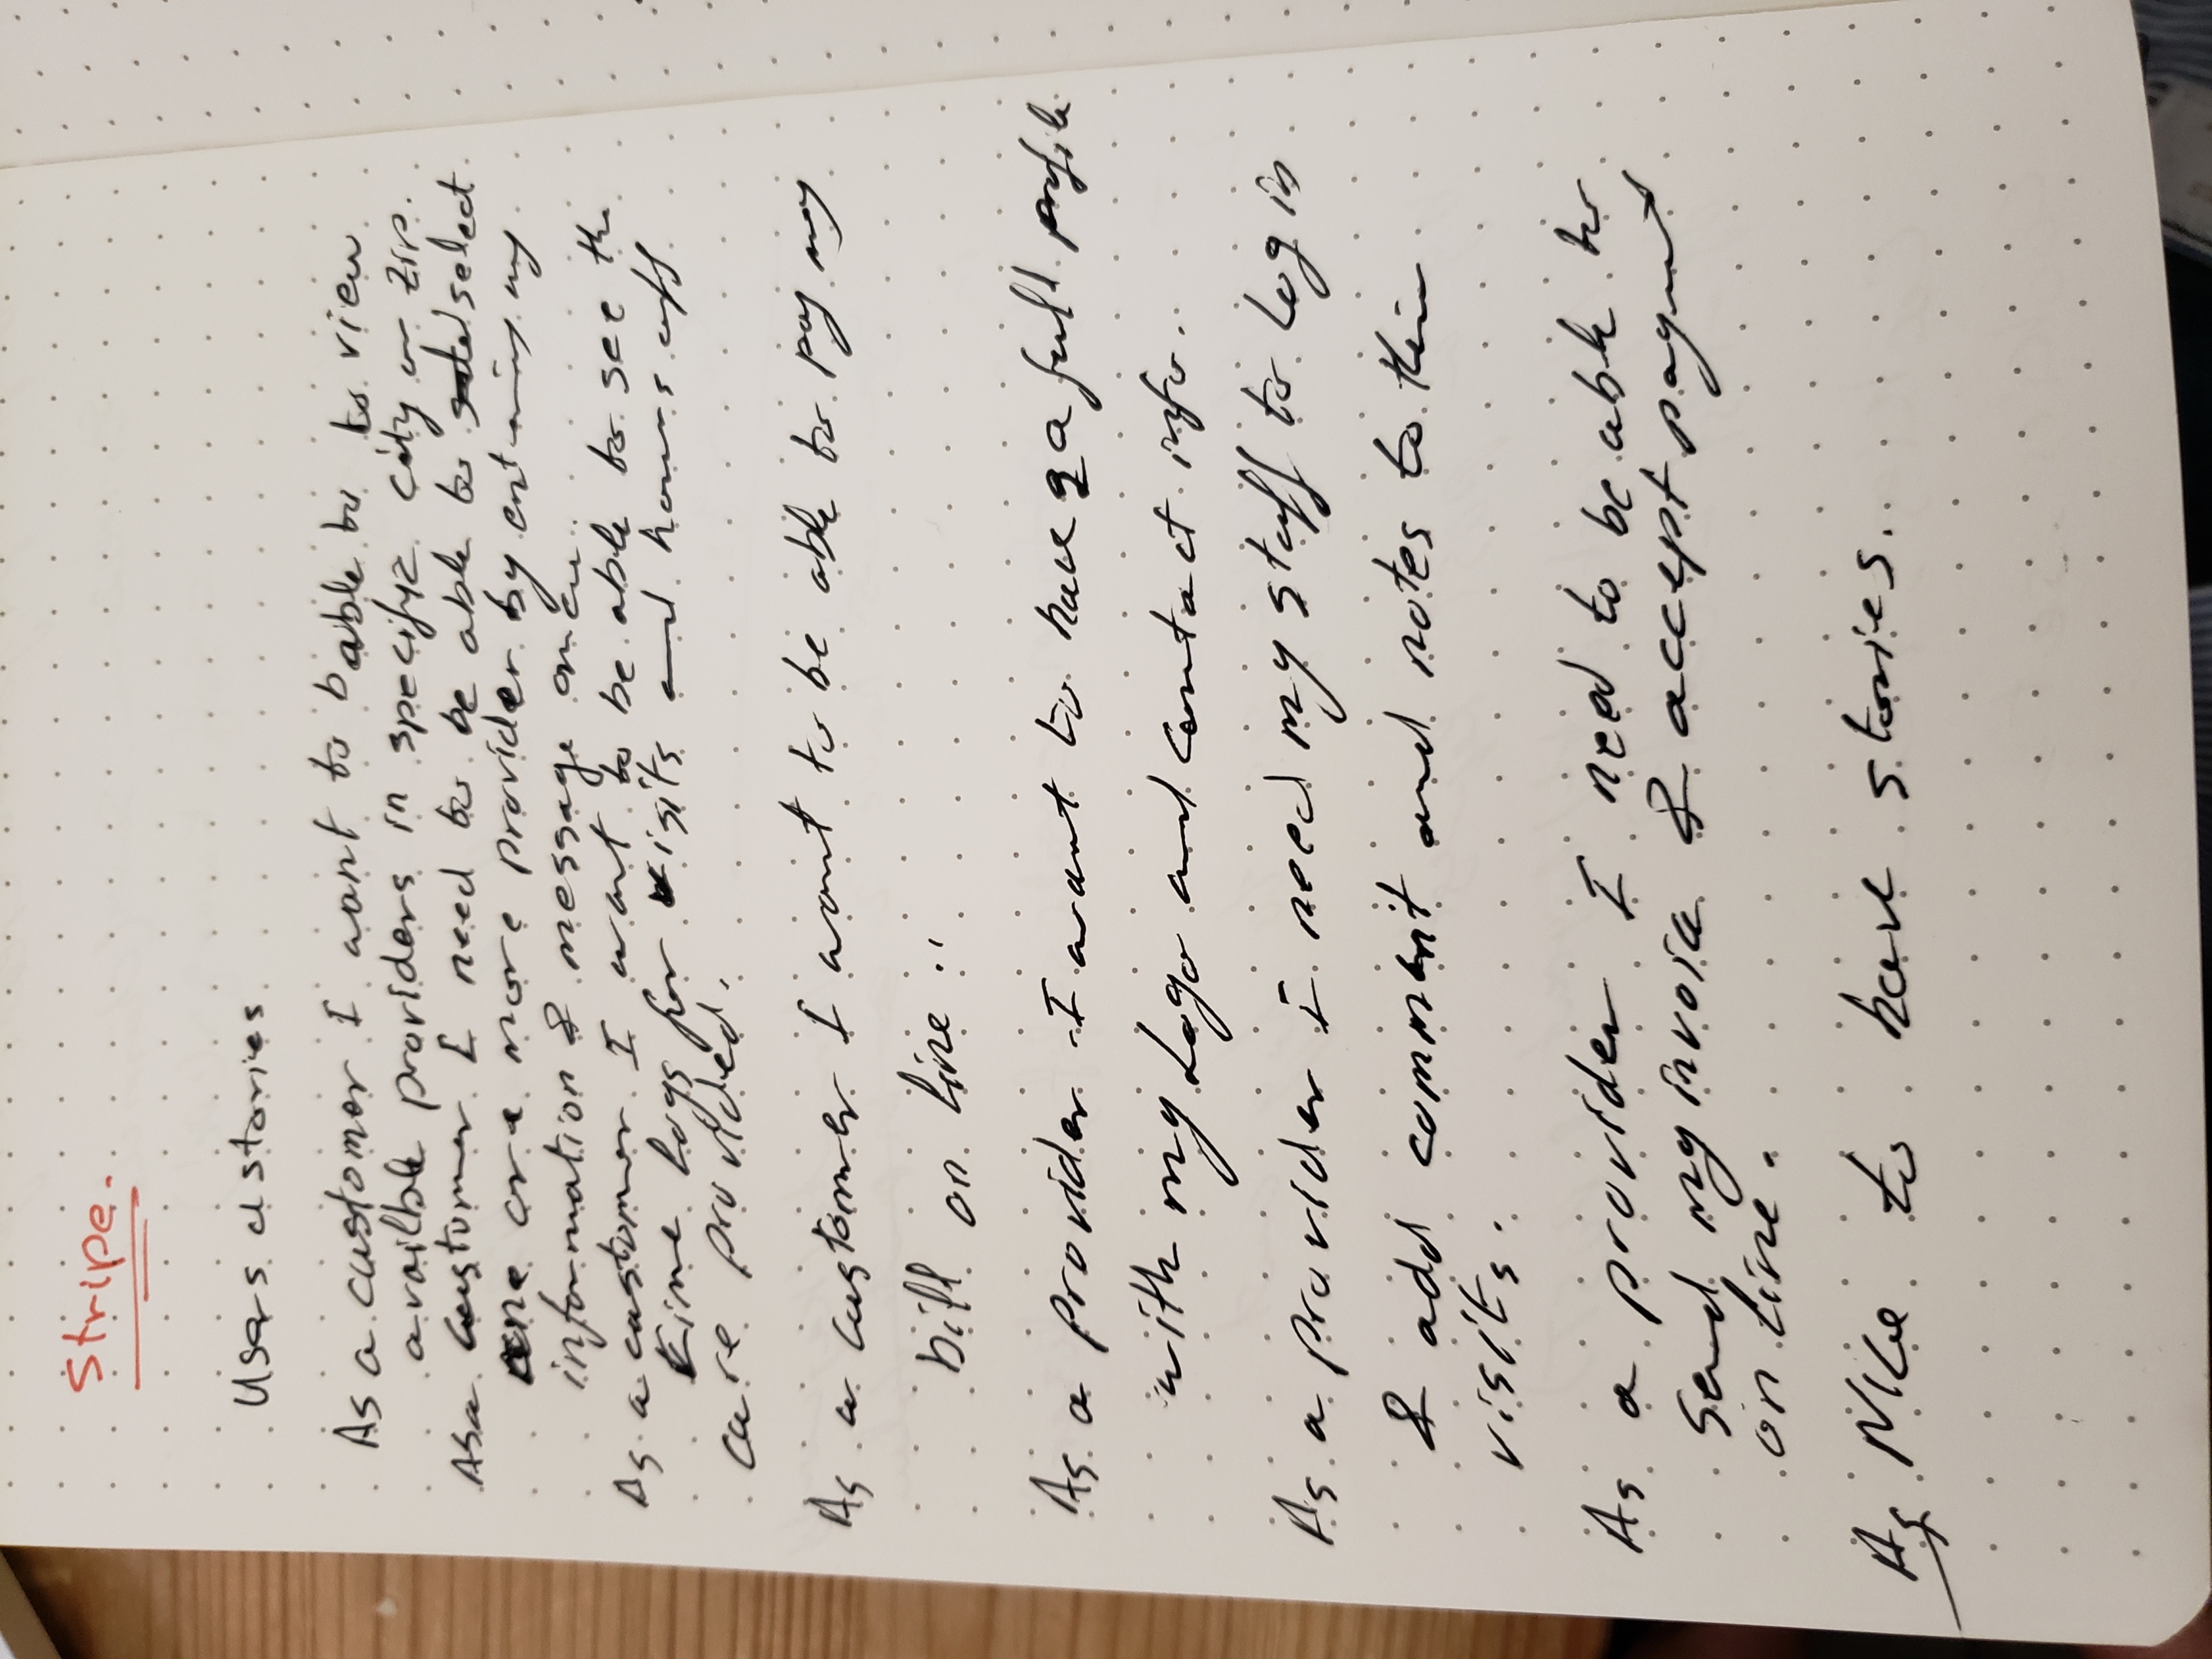 Stripe.
Users stories
As a customer I want to b able to to view
availble providers in specific city or zip.
As a customer I need to be able to select
one or a more provider by entering my
information & message once..
As a customer I want to be able to see the
time logs for visits and hours off
care provided.
As a customer I want to be able to pay my
bill on line ..
As a provider I want to have a full profile
with my Logo and contact info..
As a provider I need my staff to Log in
& add comment and notes to their
visits.
As a provider I need to be able to
send my invoice & accept payment
on line.
As Nice to have stories.